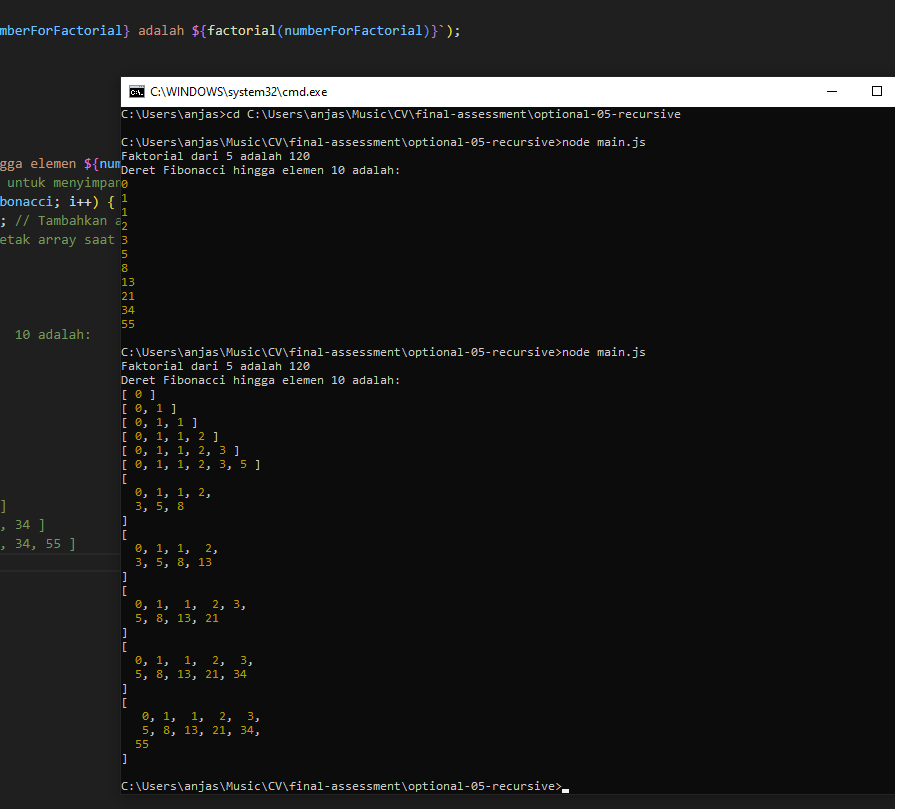 mberForFactorial} adalah ${factorial(numberForFactorial)}`);
gga elemen ${num
untuk menyimpan
bonacci; i++) {
; // Tambahkan a
etak array saat
10 adalah:
]
, 34 ]
, 34, 55 ]
C:\WINDOWS\system32\cmd.exe
C:\Users\anjas>cd C:\Users\anjas\Music\CV\final-assessment\optional-05-recursive
C:\Users\anjas\Music\CV\final-assessment\optional-05-recursive>node main.js
Faktorial dari 5 adalah 120
Deret Fibonacci hingga elemen 10 adalah:
0
1
1
2
3
5
8
13
21
34
55
C:\Users\anjas\Music\CV\final-assessment\optional-05-recursive>node main.js
Faktorial dari 5 adalah 120
Deret Fibonacci hingga elemen 10 adalah:
[ 0 ]
[ 0, 1 ]
[ 0, 1, 1 ]
[ 0, 1, 1, 2 ]
[ 0, 1, 1, 2, 3 ]
[ 0, 1, 1, 2, 3, 5 ]
[
  0, 1, 1, 2,
  3, 5, 8
]
[
  0, 1, 1,  2,
  3, 5, 8, 13
]
[
  0, 1,  1,  2, 3,
  5, 8, 13, 21
]
[
  0, 1,  1,  2,  3,
  5, 8, 13, 21, 34
]
[
   0, 1,  1,  2,  3,
   5, 8, 13, 21, 34,
  55
]
C:\Users\anjas\Music\CV\final-assessment\optional-05-recursive>